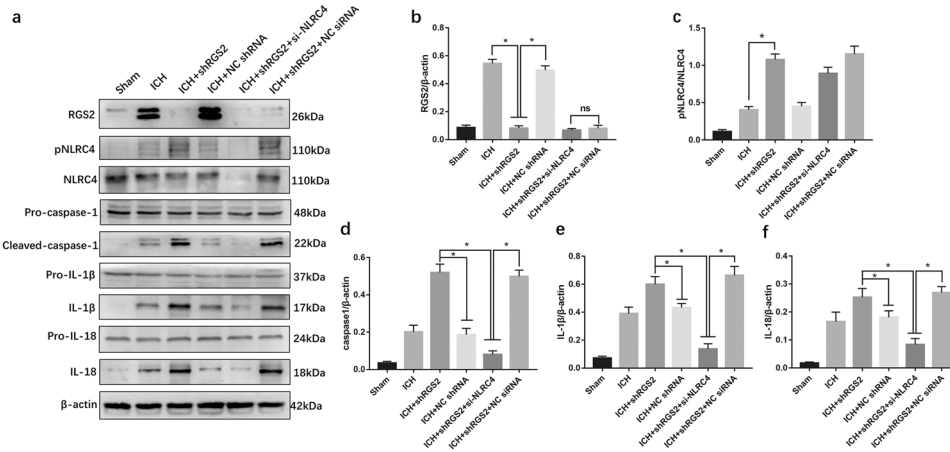 a
Sham
ICH
ICH+shRGS2
ICH+NC shRNA
ICH+shRGS2+si-NLRC4
ICH+shRGS2+NC siRNA
RGS2
26kDa
pNLRC4
110kDa
NLRC4
110kDa
Pro-caspase-1
48kDa
Cleaved-caspase-1
22kDa
Pro-IL-1β
37kDa
IL-1β
17kDa
Pro-IL-18
24kDa
IL-18
18kDa
β-actin
42kDa
b
RGS2/β-actin
0.8
0.6
0.4
0.2
0.0
*
*
ns
Sham
ICH
ICH+shRGS2
ICH+NC shRNA
ICH+shRGS2+si-NLRC4
ICH+shRGS2+NC siRNA
c
pNLRC4/NLRC4
1.5
1.0
0.5
0.0
*
Sham
ICH
ICH+shRGS2
ICH+NC shRNA
ICH+shRGS2+si-NLRC4
ICH+shRGS2+NC siRNA
d
caspase1/β-actin
0.6
0.4
0.2
0.0
*
*
*
Sham
ICH
ICH+shRGS2
ICH+NC shRNA
ICH+shRGS2+si-NLRC4
ICH+shRGS2+NC siRNA
e
IL-1β/β-actin
1.0
0.8
0.6
0.4
0.2
0.0
*
*
*
Sham
ICH
ICH+shRGS2
ICH+NC shRNA
ICH+shRGS2+si-NLRC4
ICH+shRGS2+NC siRNA
f
IL-18/β-actin
0.4
0.3
0.2
0.1
0.0
*
*
*
Sham
ICH
ICH+shRGS2
ICH+NC shRNA
ICH+shRGS2+si-NLRC4
ICH+shRGS2+NC siRNA